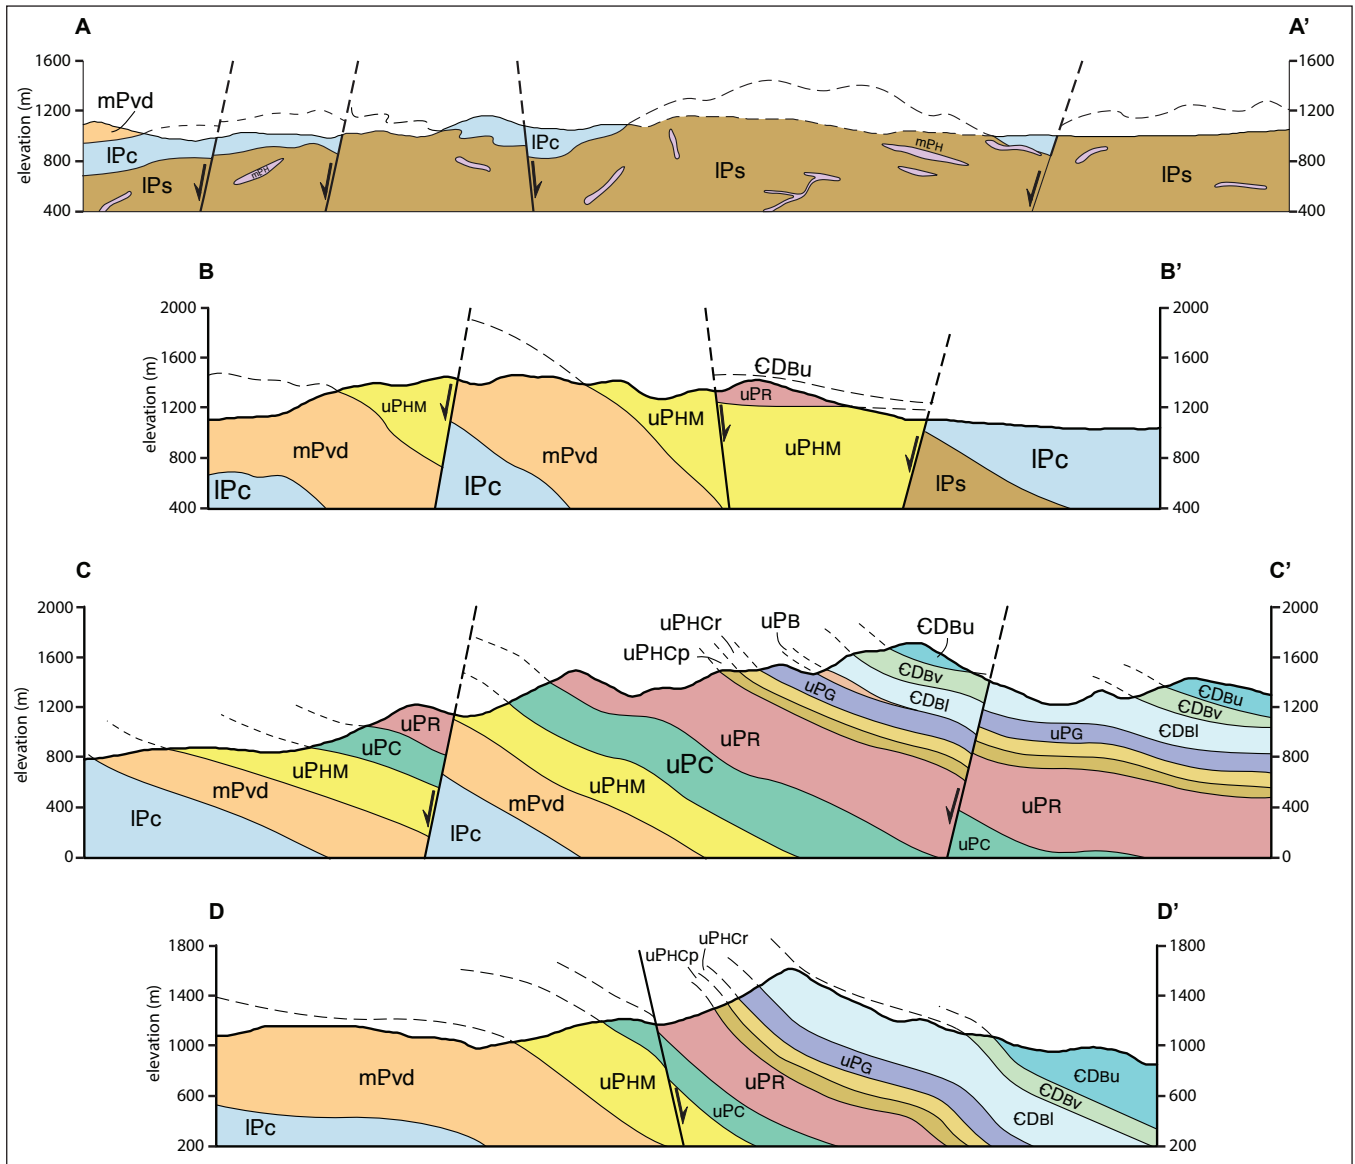 A A'
elevation (m)
1600 1600
1200 1200
800 800
400 400
mPvd
lPc
lPs
mPH
lPc
lPs
mPH
lPs
B B'
elevation (m)
2000 2000
1600 1600
1200 1200
800 800
400 400
ЄDBu
uPR
uPHM
uPHM
uPHM
mPvd
mPvd
lPc
lPc
lPs
lPc
C C'
elevation (m)
2000 2000
1600 1600
1200 1200
800 800
400 400
0 0
uPHCr
uPB
ЄDBu
uPHCp
ЄDBv
uPG
ЄDBl
ЄDBu
ЄDBv
uPR
uPG
ЄDBl
uPC
uPR
uPC
uPHM
uPHM
mPvd
mPvd
uPR
lPc
lPc
uPC
D D'
elevation (m)
1800 1800
1400 1400
1000 1000
600 600
200 200
uPHCr
uPHCp
mPvd
uPHM
uPR
uPG
ЄDBu
ЄDBv
uPC
ЄDBl
lPc